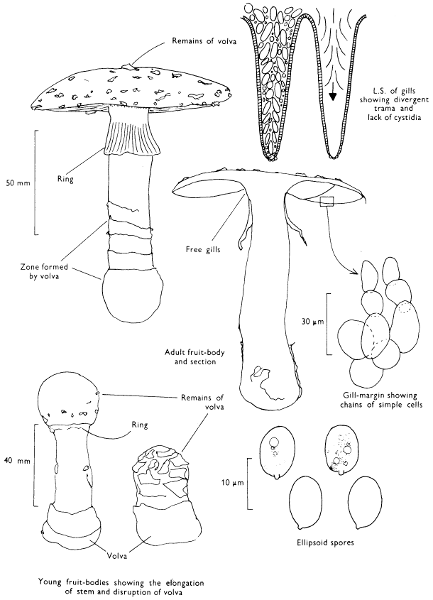 Remains of volva
L.S. of gills
showing divergent
trama and
lack of cystidia
50 mm
Ring
Free gills
Zone formed
by volva
30 µm
Adult fruit-body
and section
Gill-margin showing
chains of simple cells
Remains of
volva
Ring
40 mm
10 µm
Volva
Ellipsoid spores
Young fruit-bodies showing the elongation
of stem and disruption of volva